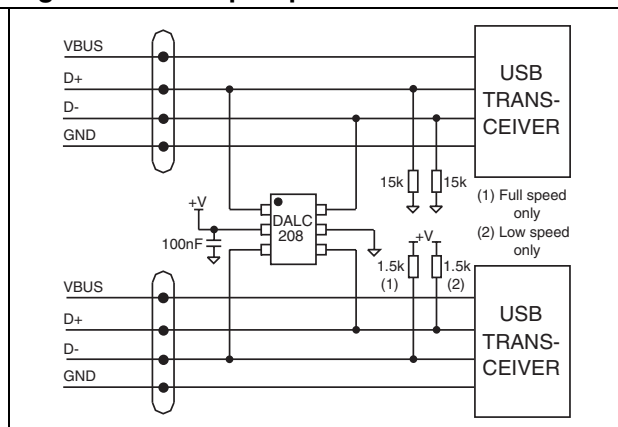 VBUS
D+
D-
GND
USB
TRANS-
CEIVER
15k
15k
(1) Full speed
only
(2) Low speed
only
+V
100nF
DALC
208
+V
1.5k
(1)
1.5k
(2)
VBUS
D+
D-
GND
USB
TRANS-
CEIVER